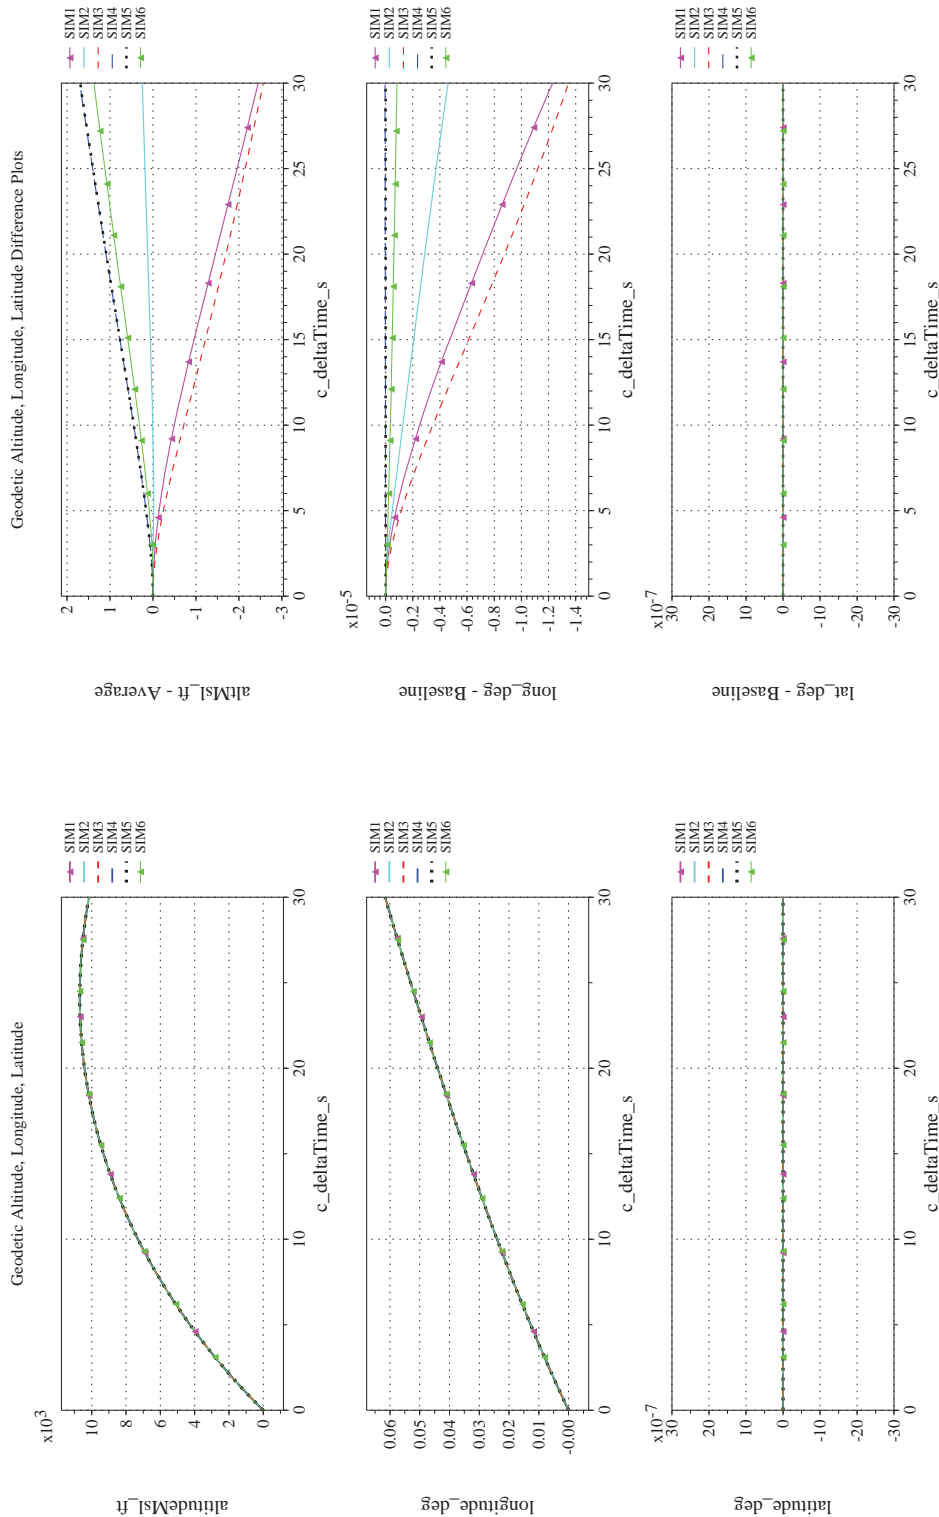 Geodetic Altitude, Longitude, Latitude
x10³
10
8
6
4
2
0
altitudeMsl_ft
0
10
20
30
c_deltaTime_s
SIM1
SIM2
SIM3
SIM4
SIM5
SIM6
0.06
0.05
0.04
0.03
0.02
0.01
-0.00
longitude_deg
0
10
20
30
c_deltaTime_s
SIM1
SIM2
SIM3
SIM4
SIM5
SIM6
x10⁻⁷
30
20
10
0
-10
-20
-30
latitude_deg
0
10
20
30
c_deltaTime_s
SIM1
SIM2
SIM3
SIM4
SIM5
SIM6
Geodetic Altitude, Longitude, Latitude Difference Plots
2
1
0
-1
-2
-3
altMsl_ft - Average
0
5
10
15
20
25
30
c_deltaTime_s
SIM1
SIM2
SIM3
SIM4
SIM5
SIM6
x10⁻⁵
0.0
-0.2
-0.4
-0.6
-0.8
-1.0
-1.2
-1.4
long_deg - Baseline
0
5
10
15
20
25
30
c_deltaTime_s
SIM1
SIM2
SIM3
SIM4
SIM5
SIM6
x10⁻⁷
30
20
10
0
-10
-20
-30
lat_deg - Baseline
0
5
10
15
20
25
30
c_deltaTime_s
SIM1
SIM2
SIM3
SIM4
SIM5
SIM6